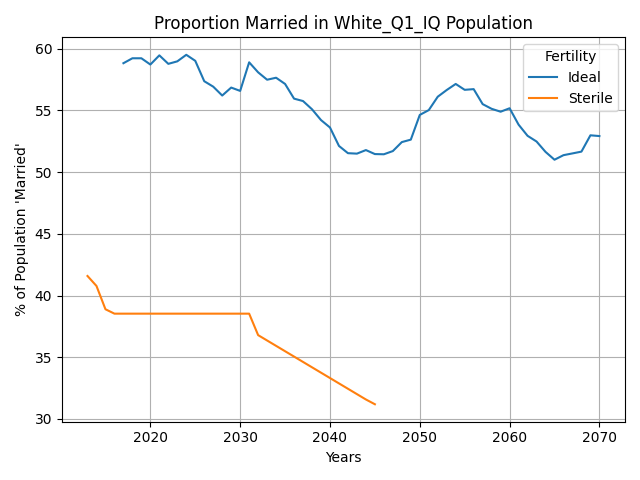 Proportion Married in White_Q1_IQ Population
Fertility
Ideal
Sterile
% of Population 'Married'
60
55
50
45
40
35
30
2020
2030
2040
2050
2060
2070
Years